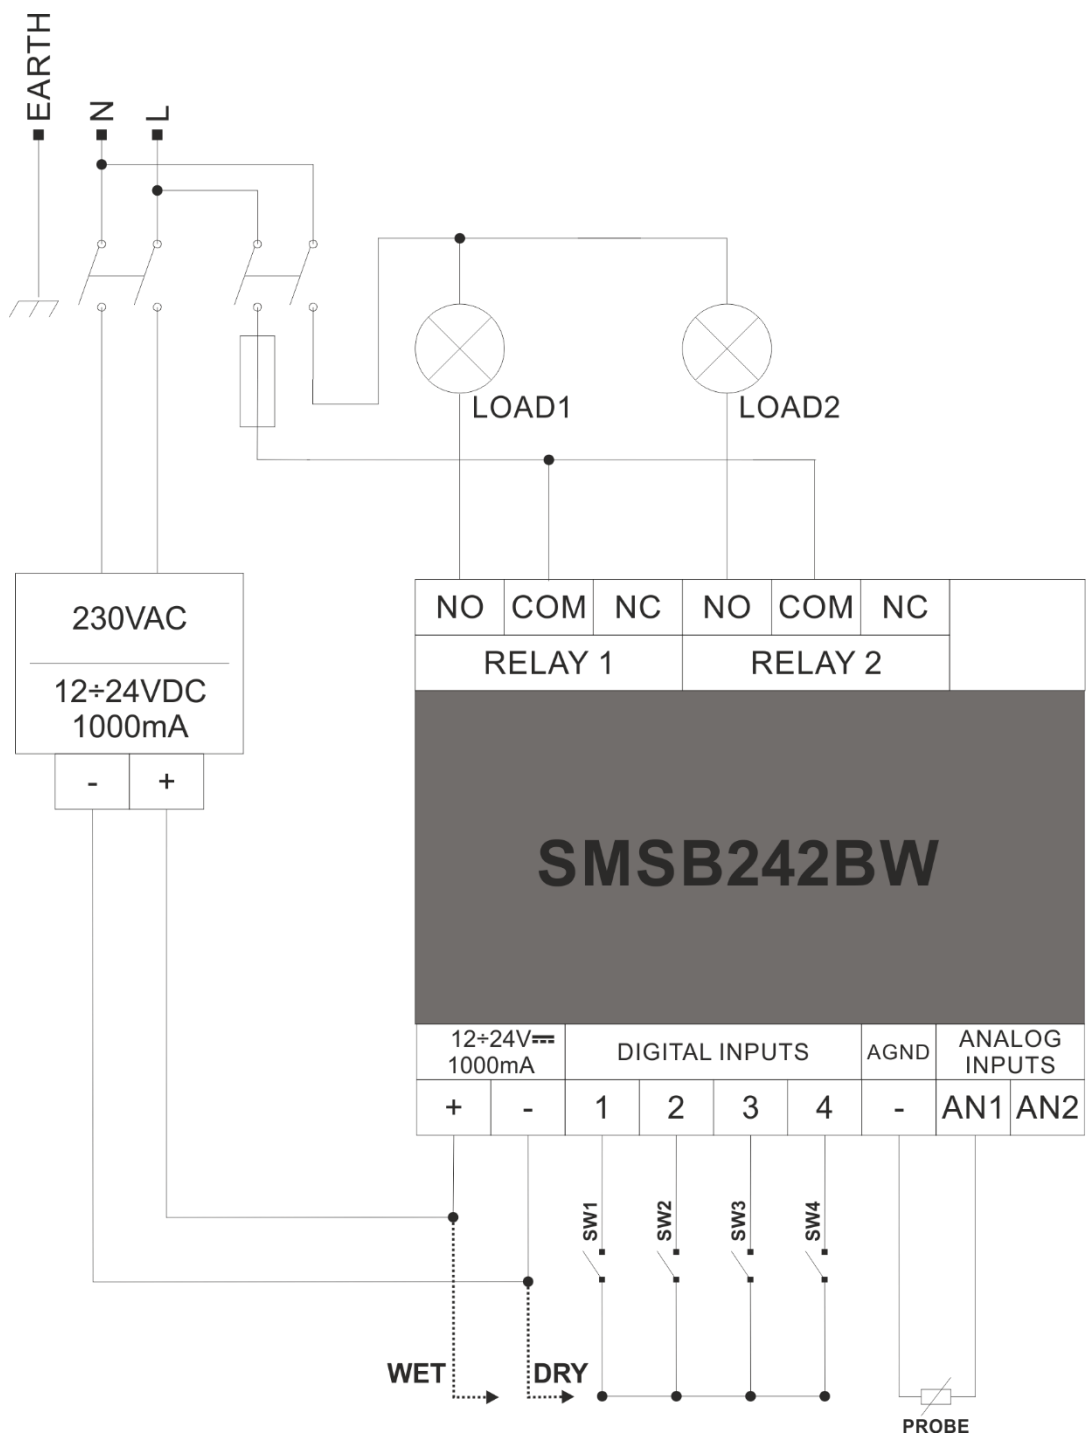 EARTH
N
L
LOAD1
LOAD2
230VAC
12÷24VDC
1000mA
- +
NO COM NC NO COM NC
RELAY 1 RELAY 2
SMSB242BW
12÷24V⎓
1000mA
DIGITAL INPUTS
AGND
ANALOG
INPUTS
+ - 1 2 3 4 - AN1 AN2
SW1
SW2
SW3
SW4
WET
DRY
PROBE